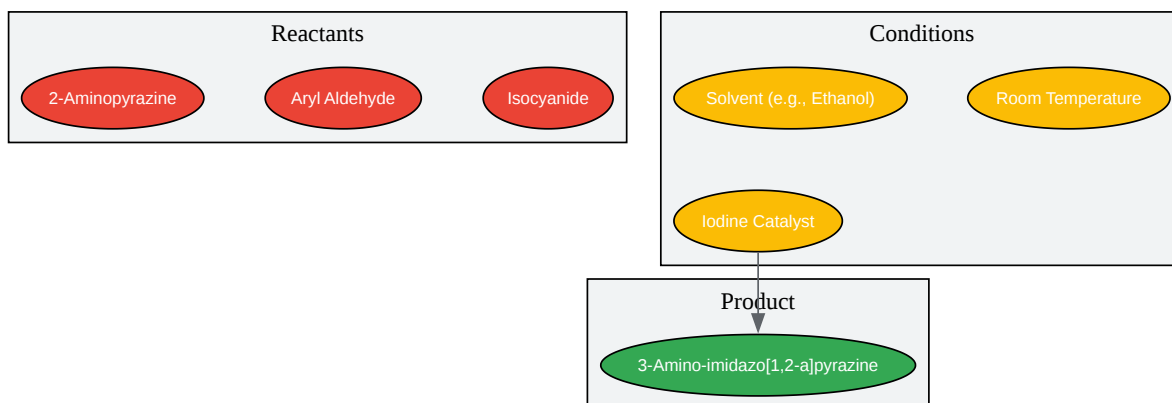 Reactants
2-Aminopyrazine
Aryl Aldehyde
Isocyanide
Conditions
Solvent (e.g., Ethanol)
Room Temperature
Iodine Catalyst
Product
3-Amino-imidazo[1,2-a]pyrazine